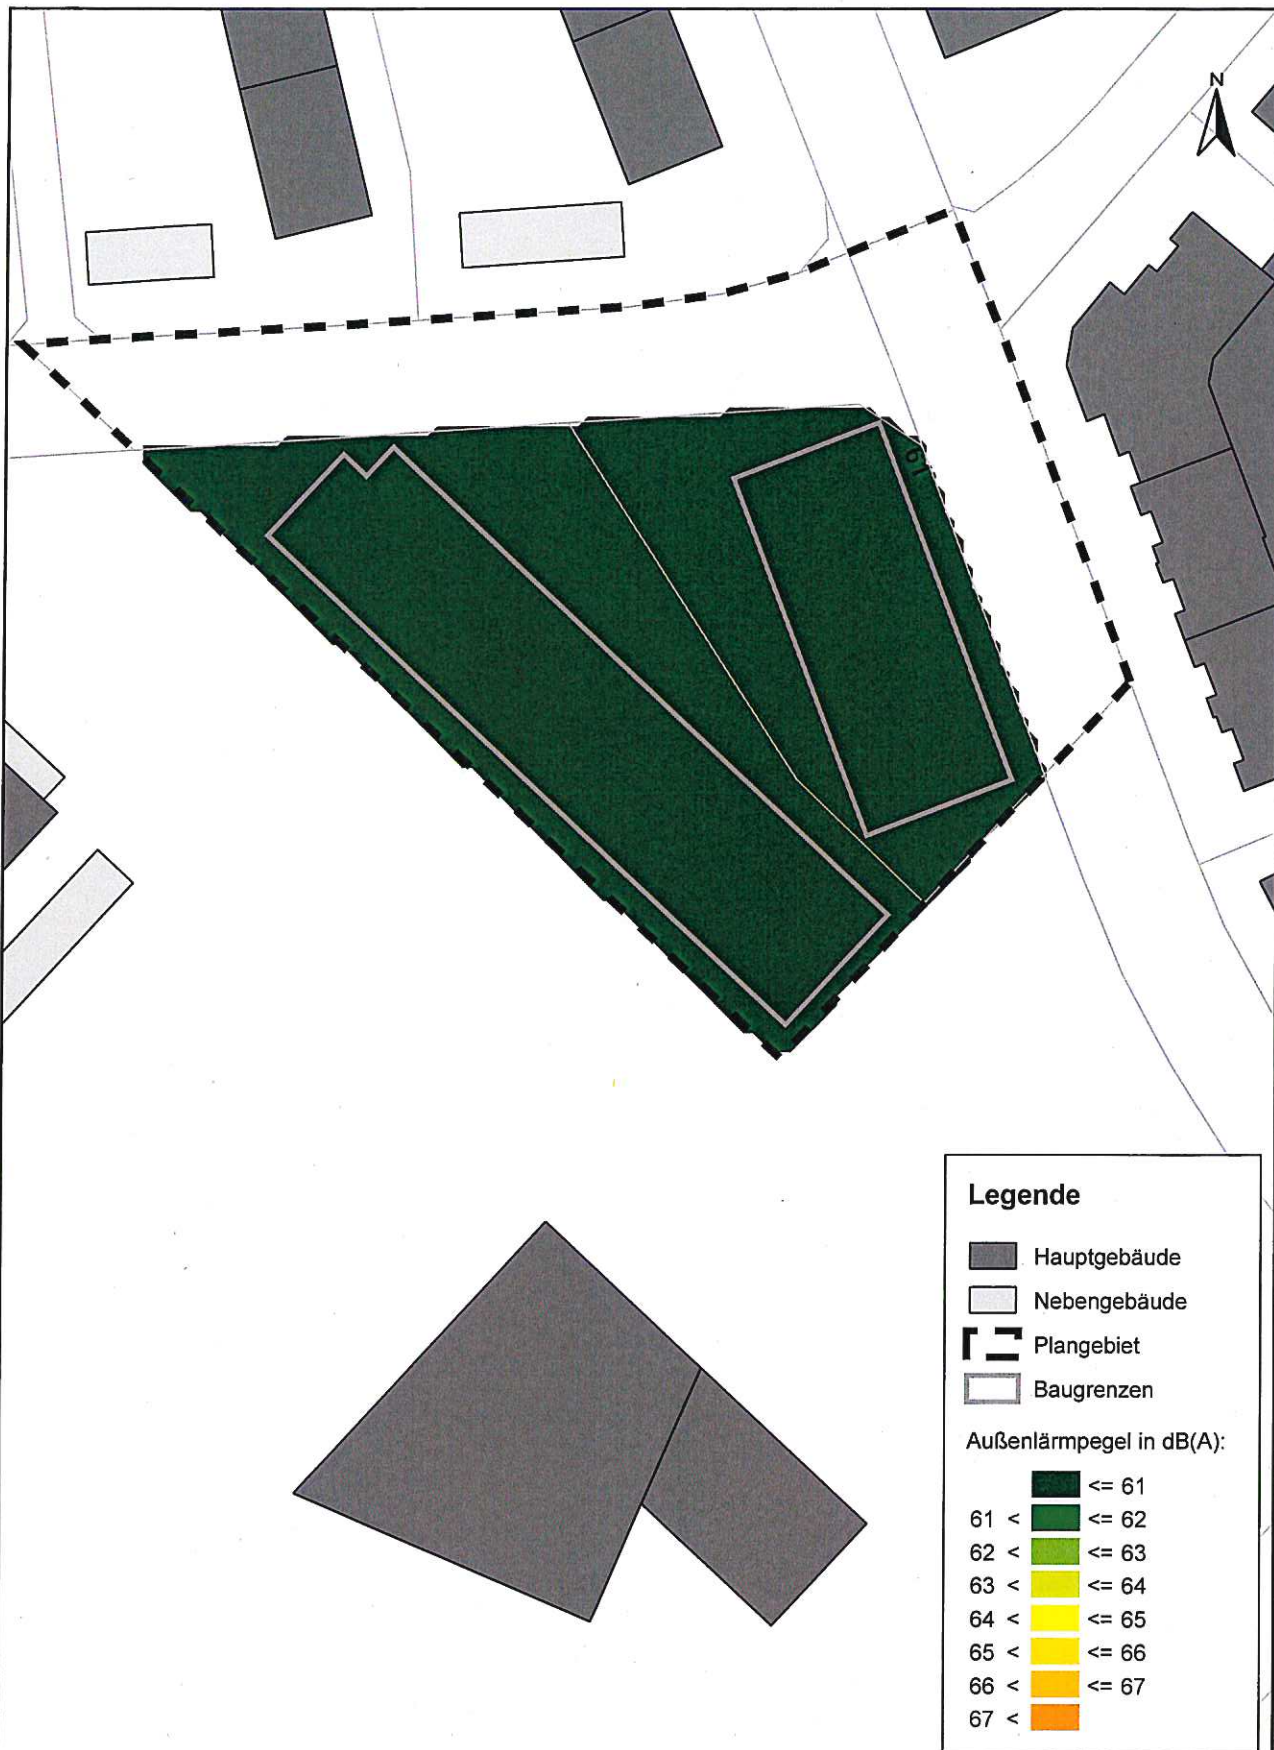 N
61
Legende
Hauptgebäude
Nebengebäude
Plangebiet
Baugrenzen
Außenlärmpegel in dB(A):
<= 61
61 < <= 62
62 < <= 63
63 < <= 64
64 < <= 65
65 < <= 66
66 < <= 67
67 <